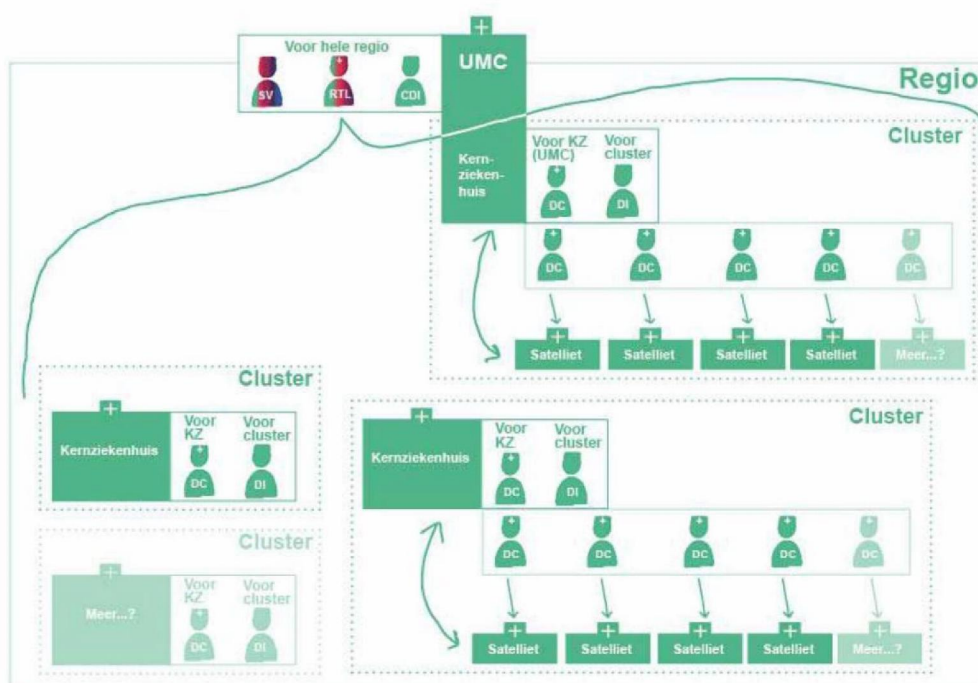 Voor hele regio
SV
RTL
CDI
UMC
Regio
Cluster
Kern-
zieken-
huis
Voor KZ
(UMC)
Voor
cluster
DC
DI
DC
DC
DC
DC
DC
Satelliet
Satelliet
Satelliet
Satelliet
Meer...?
Cluster
Kernziekenhuis
Voor
KZ
Voor
cluster
DC
DI
Cluster
Meer...?
Voor
KZ
Voor
cluster
DC
DI
Cluster
Kernziekenhuis
Voor
KZ
Voor
cluster
DC
DI
DC
DC
DC
DC
DC
Satelliet
Satelliet
Satelliet
Satelliet
Meer...?